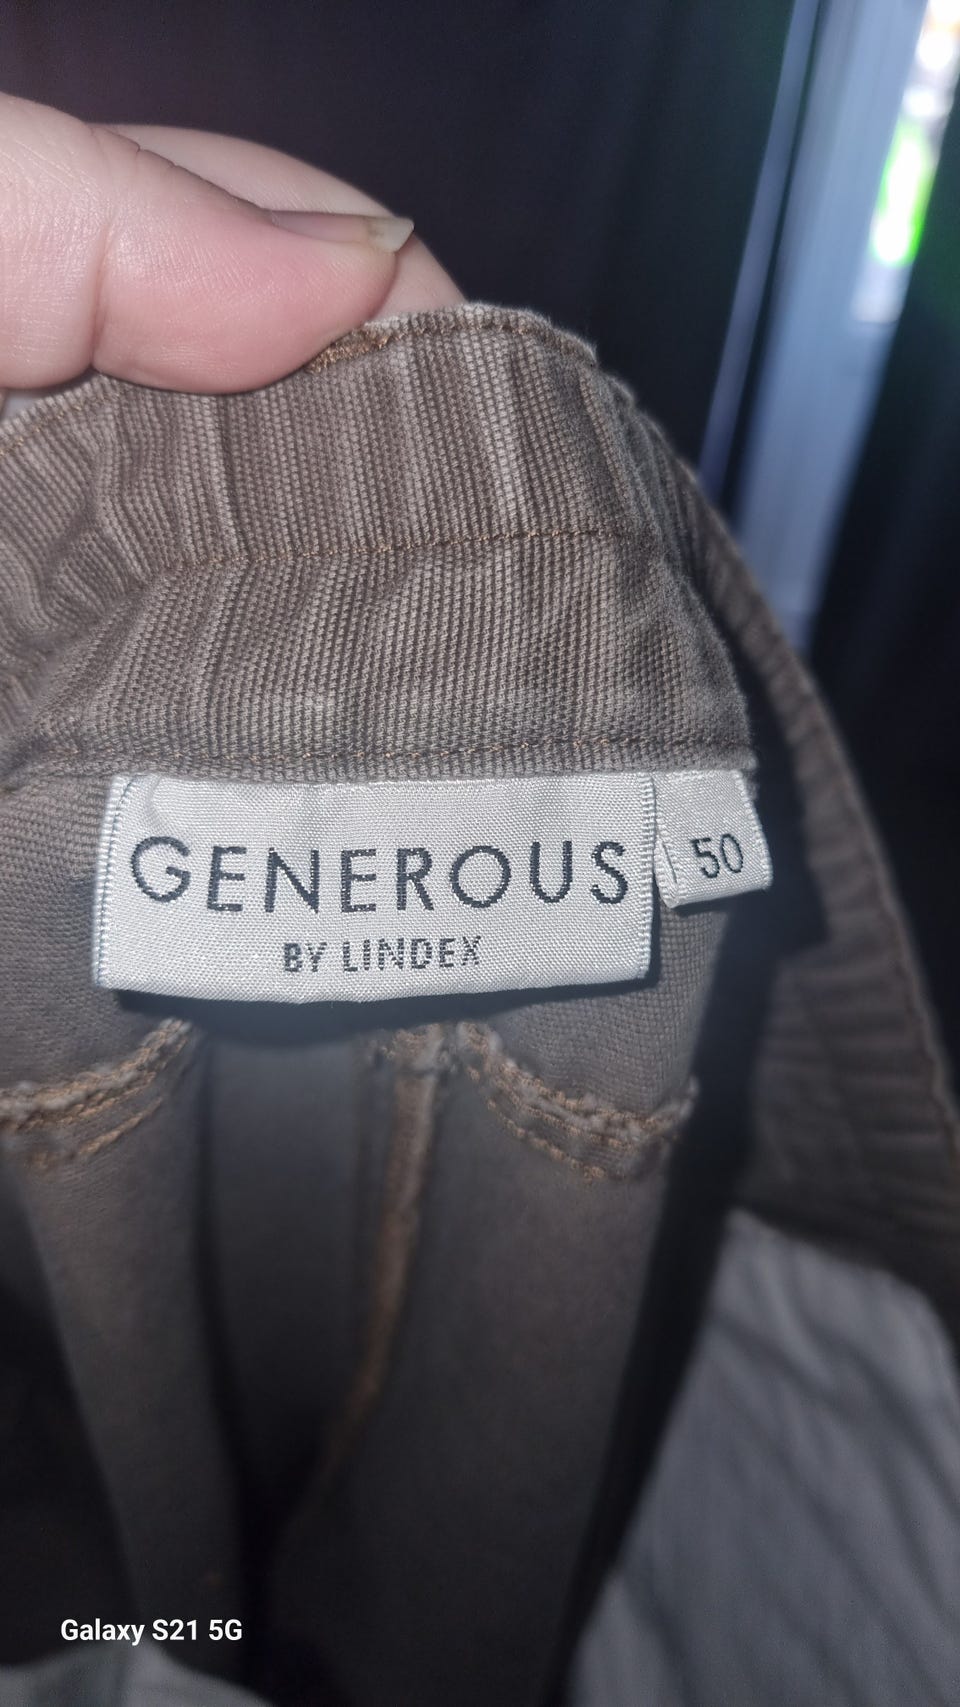 GENEROUS
BY LINDEX
50
Galaxy S21 5G